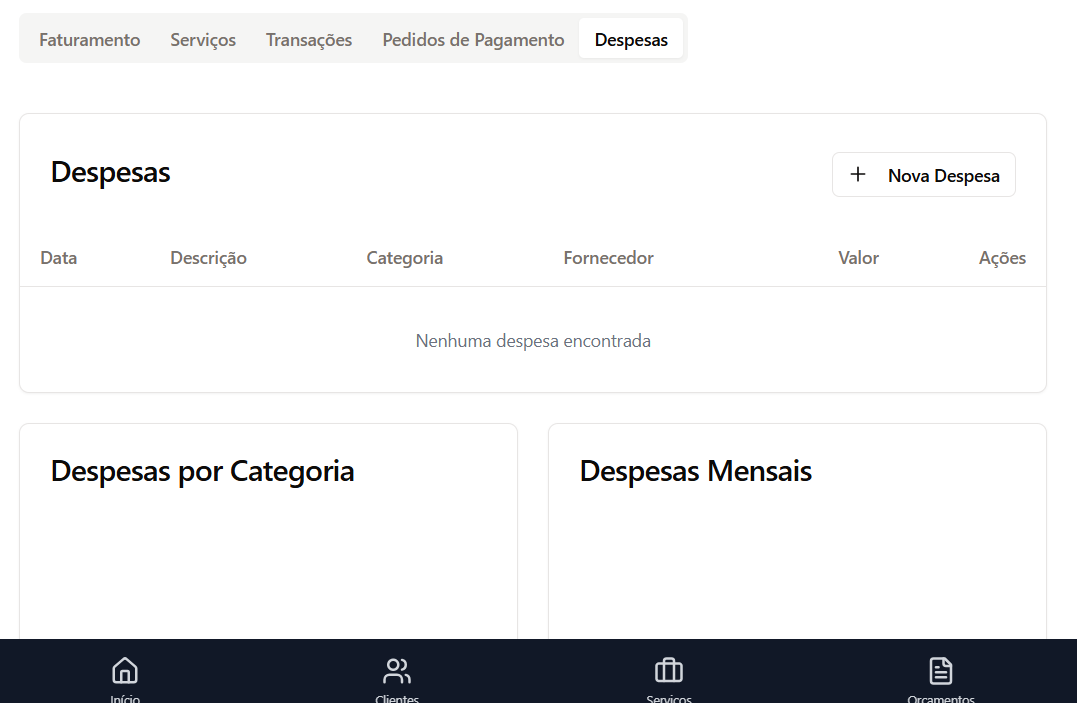 Faturamento Serviços Transações Pedidos de Pagamento Despesas
Despesas
Nova Despesa
Data Descrição Categoria Fornecedor Valor Ações
Nenhuma despesa encontrada
Despesas por Categoria
Despesas Mensais
Início Clientes Serviços Orçamentos